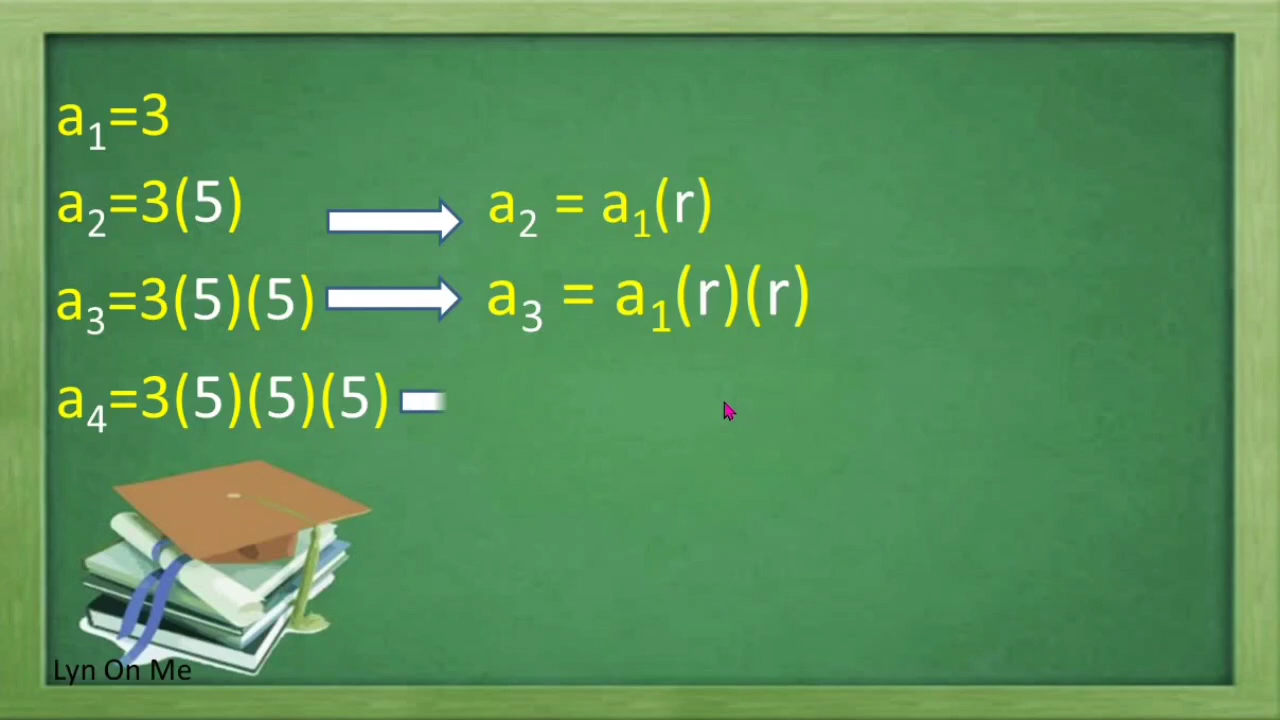 a₁=3
a₂=3(5) a₂ = a₁(r)
a₃=3(5)(5) a₃ = a₁(r)(r)
a₄=3(5)(5)(5)
Lyn On Me